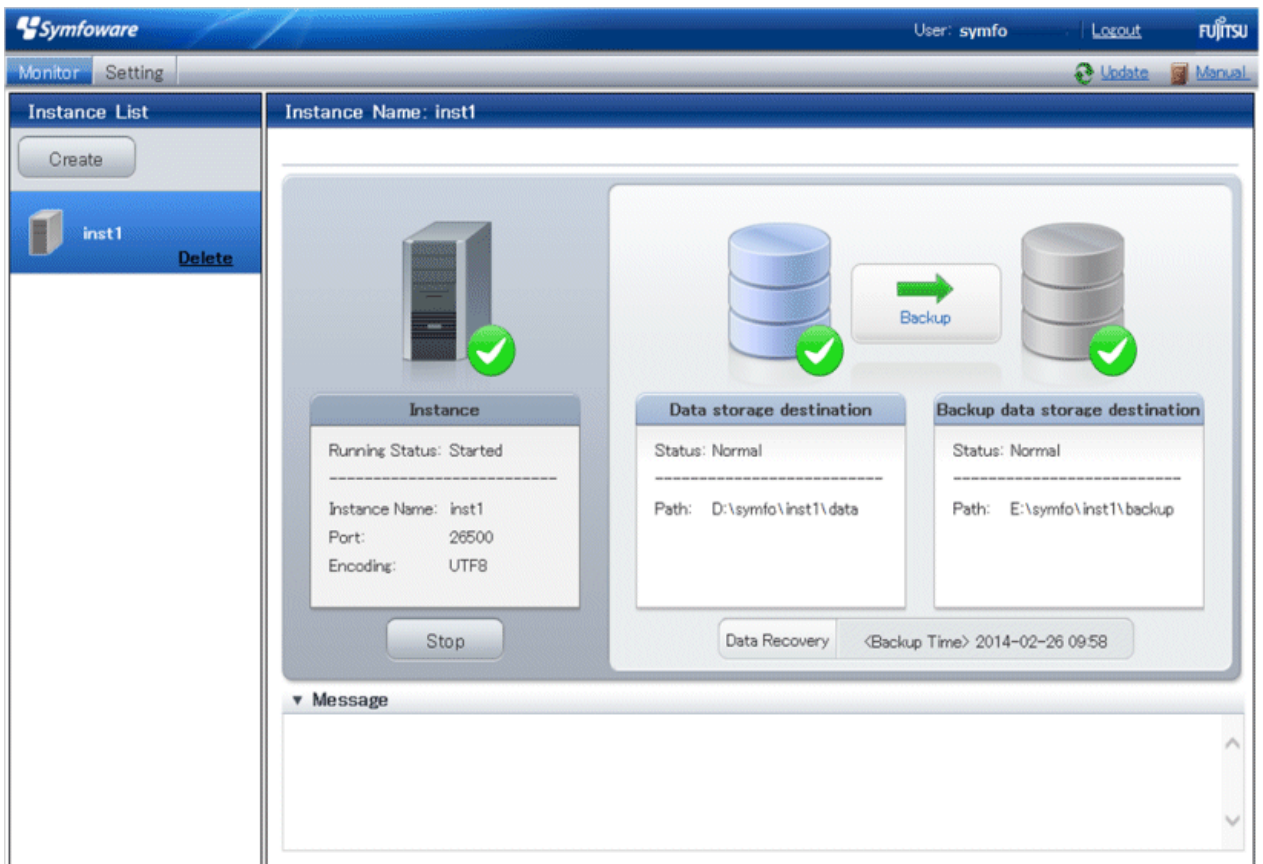 Symfoware User: symfo Logout FUJITSU
Monitor Setting Update Manual
Instance List
Create
inst1
Delete
Instance Name: inst1
Backup
Instance
Running Status: Started
--------------------------
Instance Name: inst1
Port: 26500
Encoding: UTF8
Stop
Data storage destination
Status: Normal
--------------------------
Path: D:\symfo\inst1\data
Backup data storage destination
Status: Normal
--------------------------
Path: E:\symfo\inst1\backup
Data Recovery <Backup Time> 2014-02-26 09:58
▼ Message